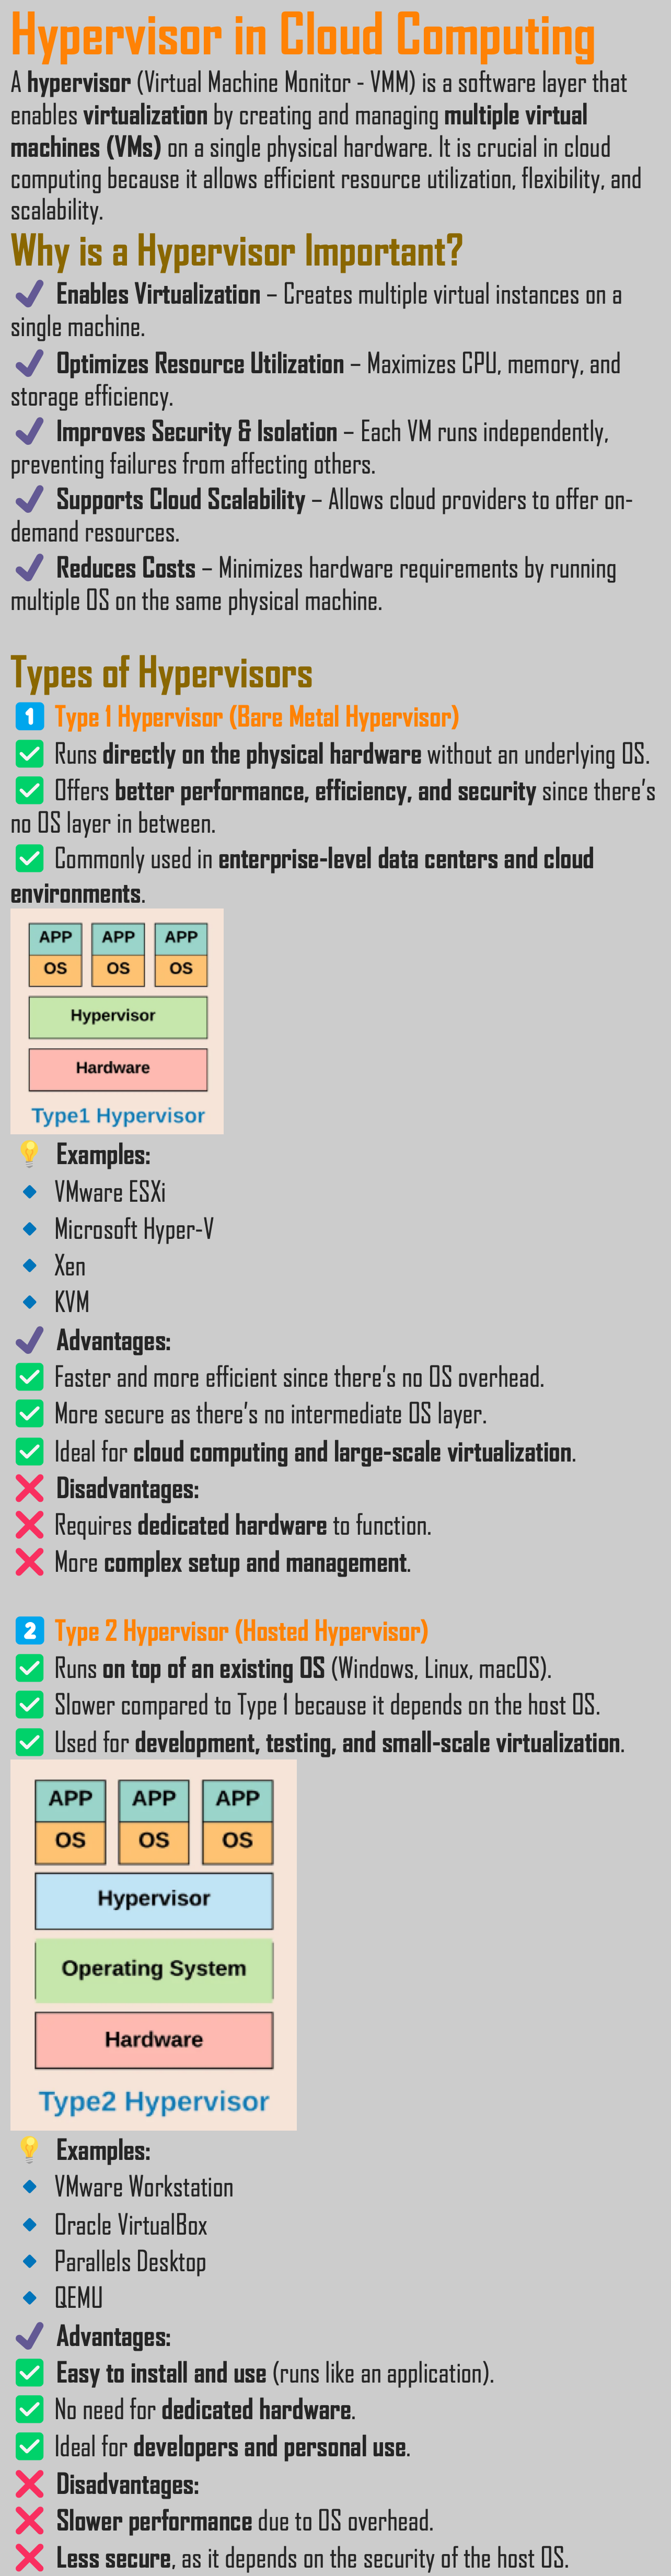 Hypervisor in Cloud Computing
A hypervisor (Virtual Machine Monitor - VMM) is a software layer that
enables virtualization by creating and managing multiple virtual
machines (VMs) on a single physical hardware. It is crucial in cloud
computing because it allows efficient resource utilization, flexibility, and
scalability.
Why is a Hypervisor Important?
✔ Enables Virtualization – Creates multiple virtual instances on a
single machine.
✔ Optimizes Resource Utilization – Maximizes CPU, memory, and
storage efficiency.
✔ Improves Security & Isolation – Each VM runs independently,
preventing failures from affecting others.
✔ Supports Cloud Scalability – Allows cloud providers to offer on-
demand resources.
✔ Reduces Costs – Minimizes hardware requirements by running
multiple OS on the same physical machine.
Types of Hypervisors
1️⃣ Type 1 Hypervisor (Bare Metal Hypervisor)
✅ Runs directly on the physical hardware without an underlying OS.
✅ Offers better performance, efficiency, and security since there's
no OS layer in between.
✅ Commonly used in enterprise-level data centers and cloud
environments.
APP APP APP
OS OS OS
Hypervisor
Hardware
Type1 Hypervisor
💡 Examples:
🔹 VMware ESXi
🔹 Microsoft Hyper-V
🔹 Xen
🔹 KVM
✔ Advantages:
✅ Faster and more efficient since there's no OS overhead.
✅ More secure as there's no intermediate OS layer.
✅ Ideal for cloud computing and large-scale virtualization.
❌ Disadvantages:
❌ Requires dedicated hardware to function.
❌ More complex setup and management.
2️⃣ Type 2 Hypervisor (Hosted Hypervisor)
✅ Runs on top of an existing OS (Windows, Linux, macOS).
✅ Slower compared to Type 1 because it depends on the host OS.
✅ Used for development, testing, and small-scale virtualization.
APP APP APP
OS OS OS
Hypervisor
Operating System
Hardware
Type2 Hypervisor
💡 Examples:
🔹 VMware Workstation
🔹 Oracle VirtualBox
🔹 Parallels Desktop
🔹 QEMU
✔ Advantages:
✅ Easy to install and use (runs like an application).
✅ No need for dedicated hardware.
✅ Ideal for developers and personal use.
❌ Disadvantages:
❌ Slower performance due to OS overhead.
❌ Less secure, as it depends on the security of the host OS.